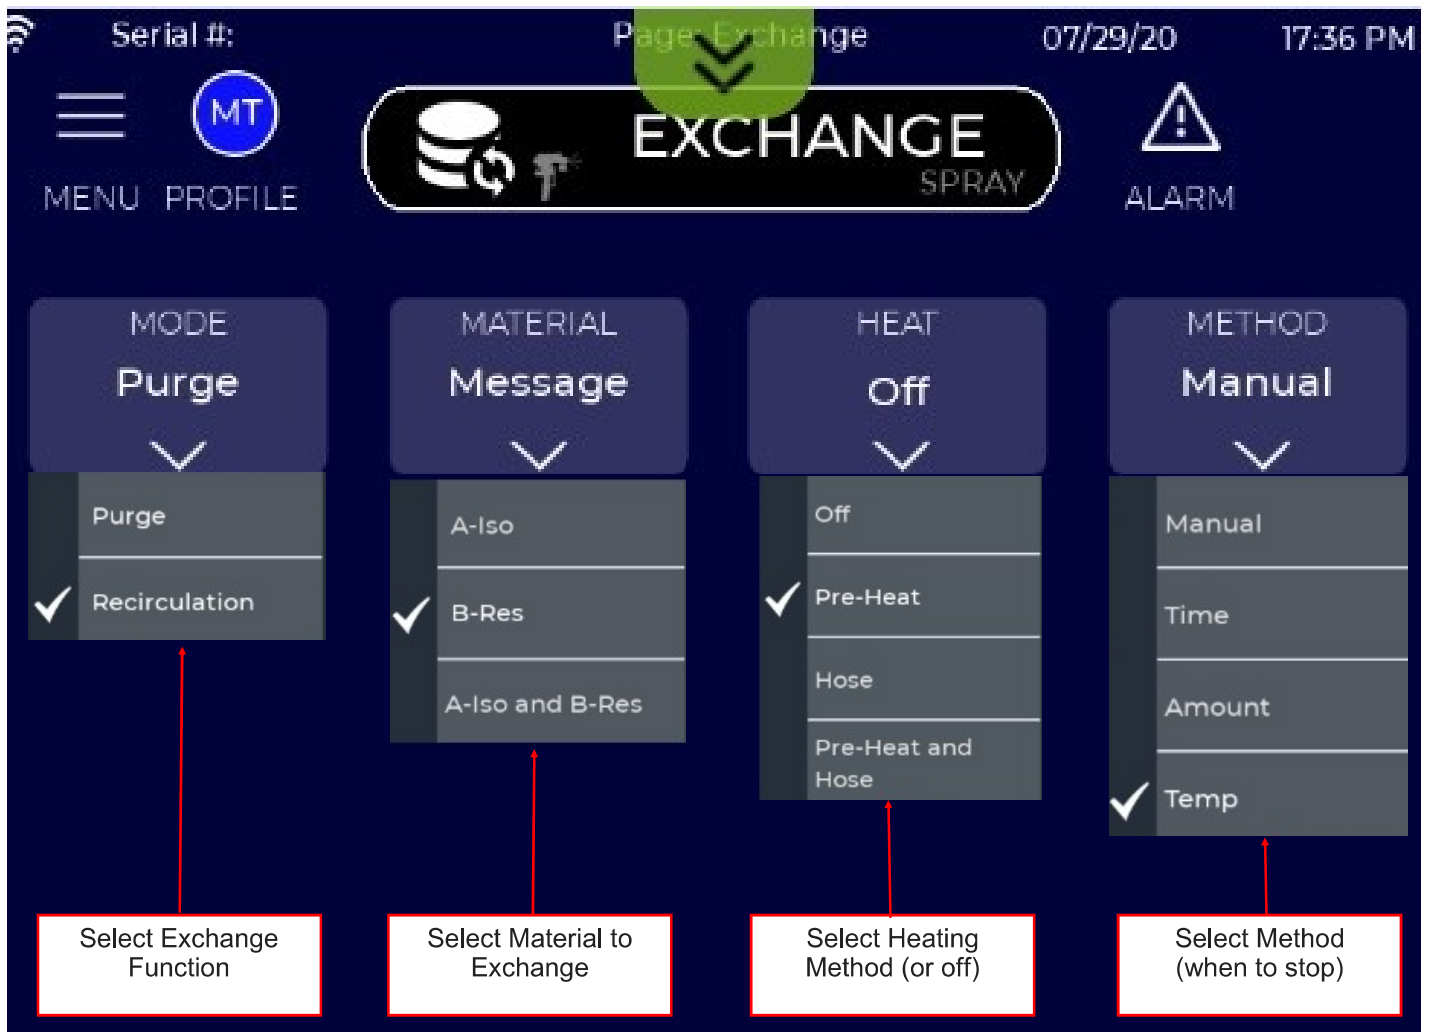 Serial #:
Page: Exchange
07/29/20
17:36 PM
MT
MENU
PROFILE
EXCHANGE
SPRAY
ALARM
MODE
Purge
Purge
Recirculation
Select Exchange
Function
MATERIAL
Message
A-Iso
B-Res
A-Iso and B-Res
Select Material to
Exchange
HEAT
Off
Off
Pre-Heat
Hose
Pre-Heat and
Hose
Select Heating
Method (or off)
METHOD
Manual
Manual
Time
Amount
Temp
Select Method
(when to stop)